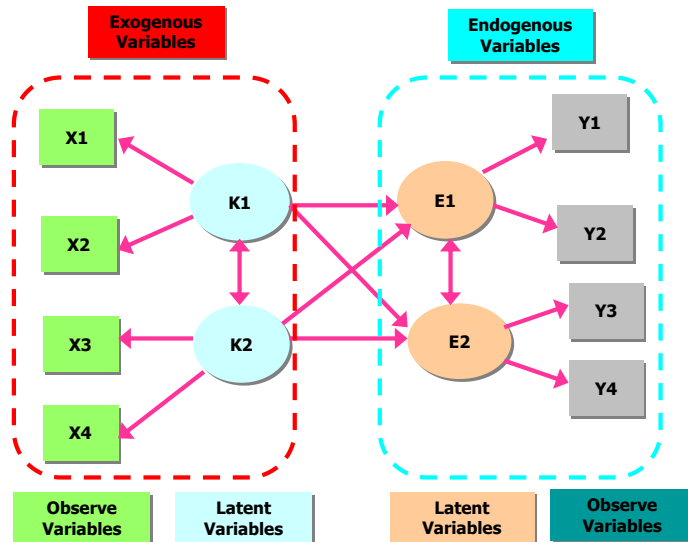 Exogenous
Variables
Endogenous
Variables
X1
Y1
K1
E1
X2
Y2
X3
K2
E2
Y3
Y4
X4
Observe
Variables
Latent
Variables
Latent
Variables
Observe
Variables